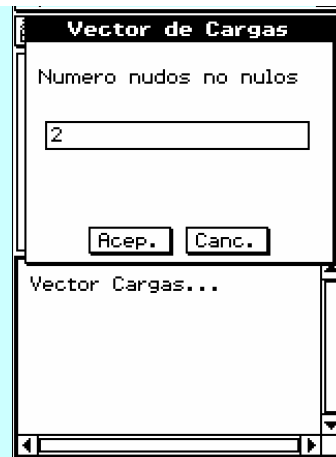 Vector de Cargas
Numero nudos no nulos
2
Acep. Canc.
Vector Cargas...